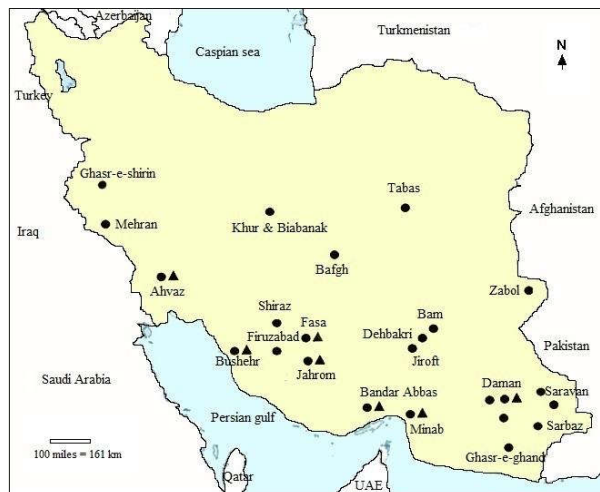 Azerbaijan
Caspian sea
Turkmenistan
N
Turkey
Ghasr-e-shirin
Tabas
Afghanistan
Iraq
Mehran
Khur & Biabanak
Bafgh
Ahvaz
Zabol
Shiraz
Fasa
Bam
Firuzabad
Dehbakri
Bushehr
Jahrom
Jiroft
Pakistan
Saudi Arabia
Bandar Abbas
Daman
Saravan
Persian gulf
Minab
Sarbaz
100 miles = 161 km
Ghasr-e-ghand
Qatar
UAE